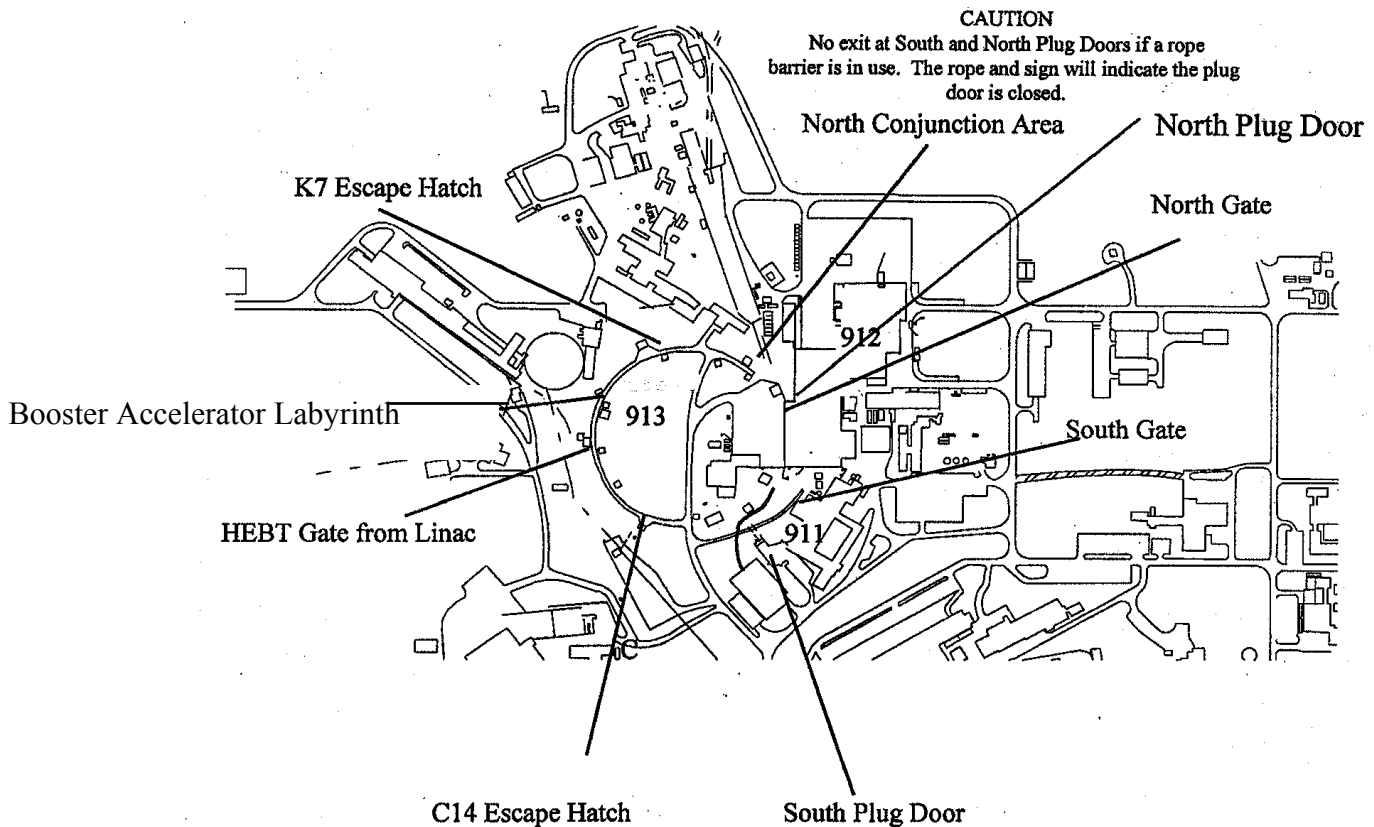 CAUTION
No exit at South and North Plug Doors if a rope
barrier is in use. The rope and sign will indicate the plug
door is closed.
North Conjunction Area
North Plug Door
K7 Escape Hatch
North Gate
912
Booster Accelerator Labyrinth
913
South Gate
HEBT Gate from Linac
911
C
C14 Escape Hatch
South Plug Door